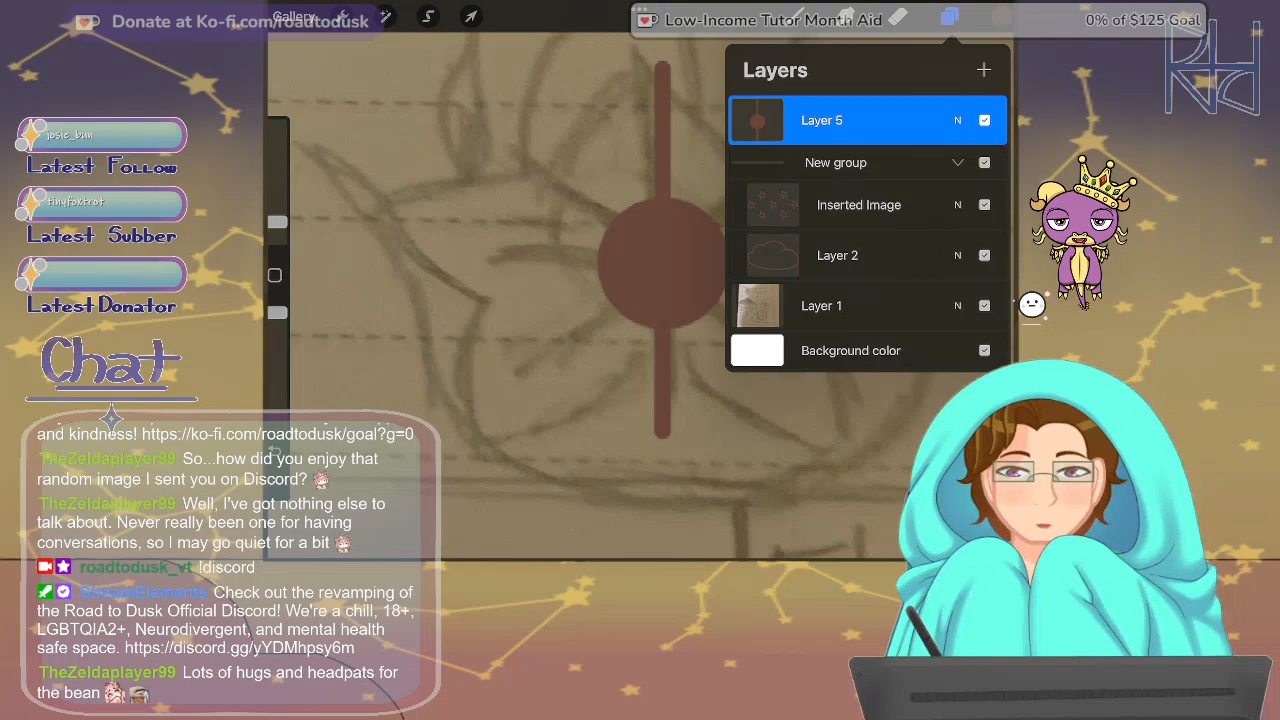 Donate at Ko-fi.com/roadtodusk
Gallery
Low-Income Tutor Month Aid
0% of $125 Goal
josie_bun
Latest Follow
tinyfoxtrot
Latest Subber
Latest Donator
Chat
and kindness! https://ko-fi.com/roadtodusk/goal?g=0
TheZeldaplayer99 So...how did you enjoy that
random image I sent you on Discord?
TheZeldaplayer99 Well, I've got nothing else to
talk about. Never really been one for having
conversations, so I may go quiet for a bit
roadtodusk_vt !discord
StreamElements Check out the revamping of
the Road to Dusk Official Discord! We're a chill, 18+,
LGBTQIA2+, Neurodivergent, and mental health
safe space. https://discord.gg/yYDMhpsy6m
TheZeldaplayer99 Lots of hugs and headpats for
the bean
Layers
Layer 5 N
New group
Inserted Image N
Layer 2 N
Layer 1 N
Background color